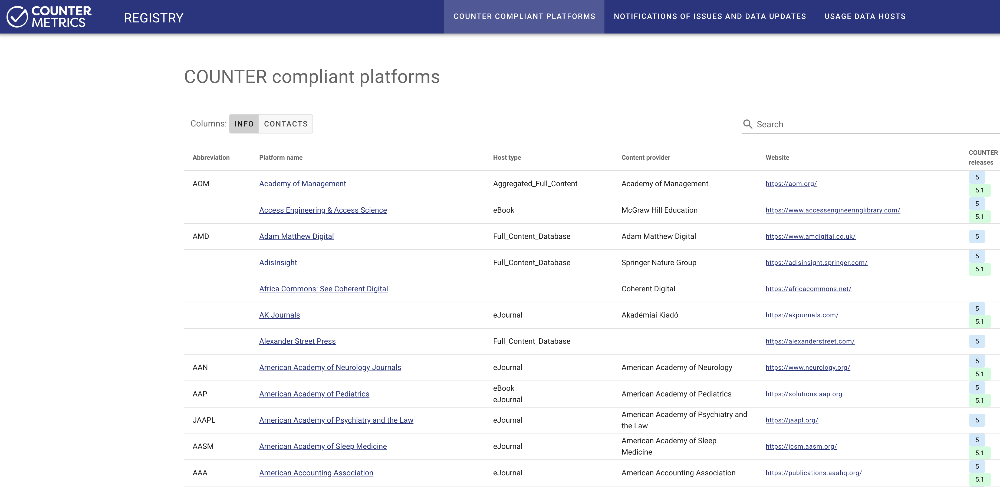 COUNTER
METRICS
REGISTRY
COUNTER COMPLIANT PLATFORMS
NOTIFICATIONS OF ISSUES AND DATA UPDATES
USAGE DATA HOSTS
COUNTER compliant platforms
Columns: INFO CONTACTS
Search
Abbreviation Platform name Host type Content provider Website COUNTER
releases
AOM Academy of Management Aggregated_Full_Content Academy of Management https://aom.org/ 5
5.1
Access Engineering & Access Science eBook McGraw Hill Education https://www.accessengineeringlibrary.com/ 5
5.1
AMD Adam Matthew Digital Full_Content_Database Adam Matthew Digital https://www.amdigital.co.uk/ 5
AdisInsight Full_Content_Database Springer Nature Group https://adisinsight.springer.com/ 5
5.1
Africa Commons: See Coherent Digital Coherent Digital https://africacommons.net/
AK Journals eJournal Akadémiai Kiadó https://akjournals.com/ 5
5.1
Alexander Street Press Full_Content_Database https://alexanderstreet.com/ 5
AAN American Academy of Neurology Journals eJournal American Academy of Neurology https://www.neurology.org/ 5
5.1
AAP American Academy of Pediatrics eBook
eJournal American Academy of Pediatrics https://solutions.aap.org 5
5.1
JAAPL American Academy of Psychiatry and the Law eJournal American Academy of Psychiatry and
the Law https://jaapl.org/ 5
AASM American Academy of Sleep Medicine eJournal American Academy of Sleep
Medicine https://jcsm.aasm.org/ 5
5.1
AAA American Accounting Association eJournal American Accounting Association https://publications.aaahq.org/ 5
5.1